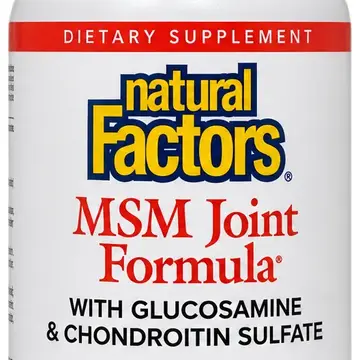 DIETARY SUPPLEMENT
natural
Factors®
MSM Joint
Formula®
WITH GLUCOSAMINE
& CHONDROITIN SULFATE